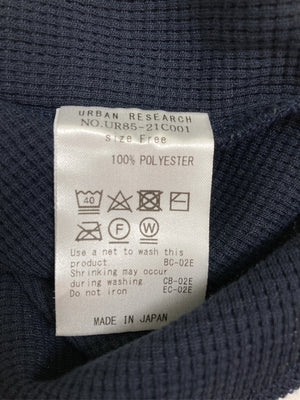 URBAN RESEARCH
NO.UR85-21C001
Size Free
100% POLYESTER
40
F W
Use a net to wash this
product. BC-02E
Shrinking may occur
during washing CB-02E
Do not iron EC-02E
MADE IN JAPAN